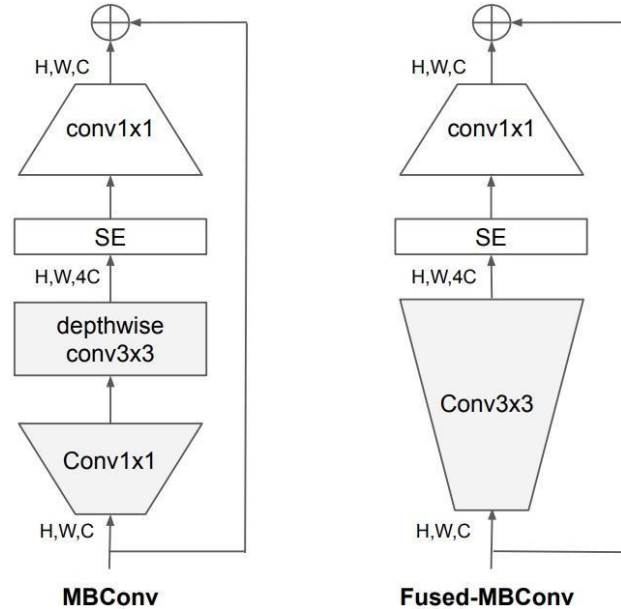 H,W,C
conv1x1
SE
H,W,4C
depthwise
conv3x3
Conv1x1
H,W,C
MBConv
H,W,C
conv1x1
SE
H,W,4C
Conv3x3
H,W,C
Fused-MBConv